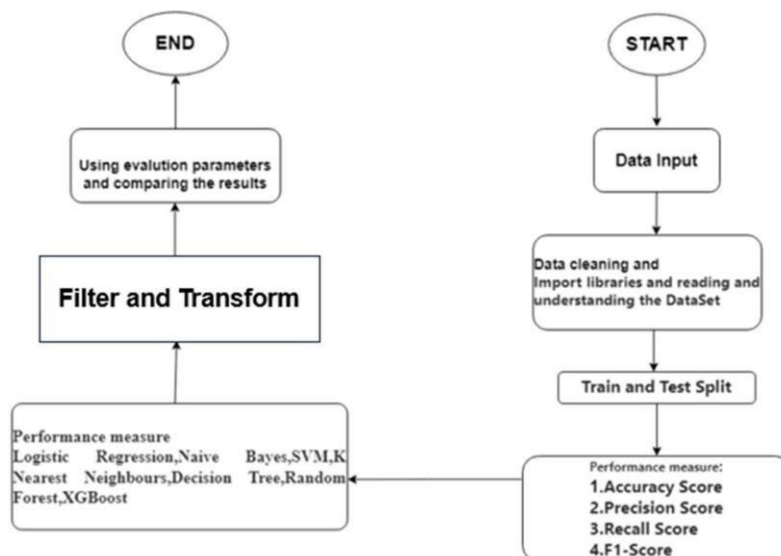 START
Data Input
Data cleaning and
Import libraries and reading and
understanding the DataSet
Train and Test Split
Performance measure:
1.Accuracy Score
2.Precision Score
3.Recall Score
4.F1-Score
Performance measure
Logistic Regression,Naive Bayes,SVM,K
Nearest Neighbours,Decision Tree,Random
Forest,XGBoost
Filter and Transform
Using evalution parameters
and comparing the results
END